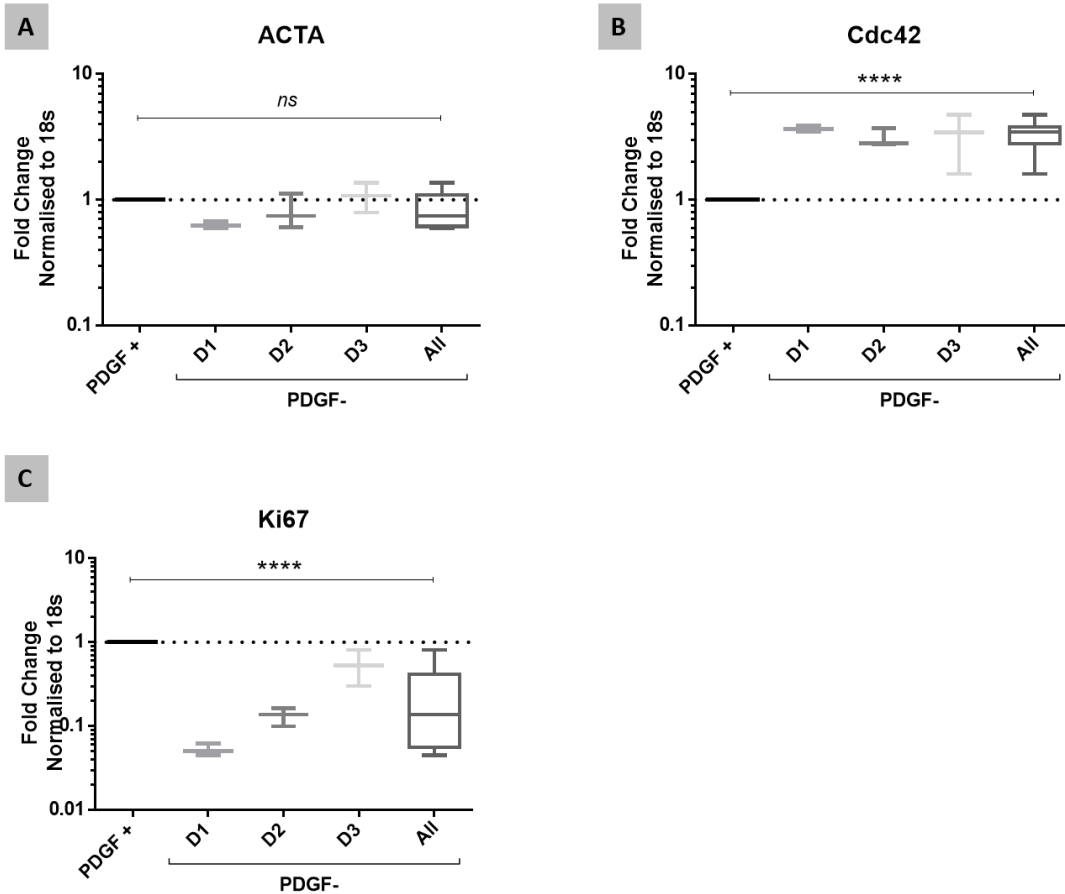 A
ACTA
Fold Change
Normalised to 18s
10
1
0.1
ns
PDGF +
D1
D2
D3
All
PDGF-
B
Cdc42
Fold Change
Normalised to 18s
10
1
0.1
****
PDGF +
D1
D2
D3
All
PDGF-
C
Ki67
Fold Change
Normalised to 18s
10
1
0.1
0.01
****
PDGF +
D1
D2
D3
All
PDGF-